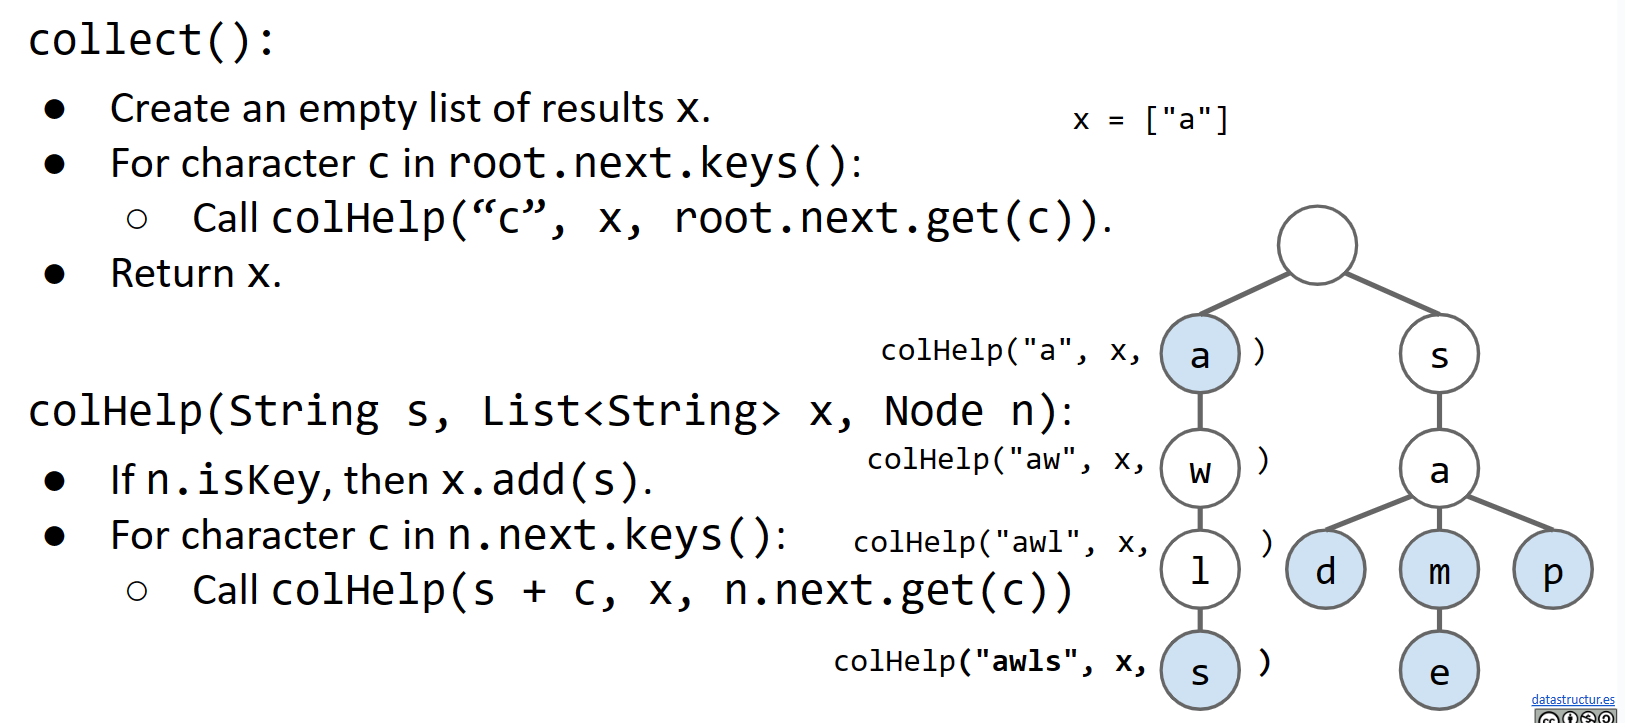 collect():
● Create an empty list of results x.
● For character c in root.next.keys():
○ Call colHelp(“c”, x, root.next.get(c)).
● Return x.
colHelp(String s, List<String> x, Node n):
● If n.isKey, then x.add(s).
● For character c in n.next.keys():
○ Call colHelp(s + c, x, n.next.get(c))
x = ["a"]
colHelp("a", x, a ) s
colHelp("aw", x, w ) a
colHelp("awl", x, l ) d m p
colHelp("awls", x, s ) e
datastructur.es
cc